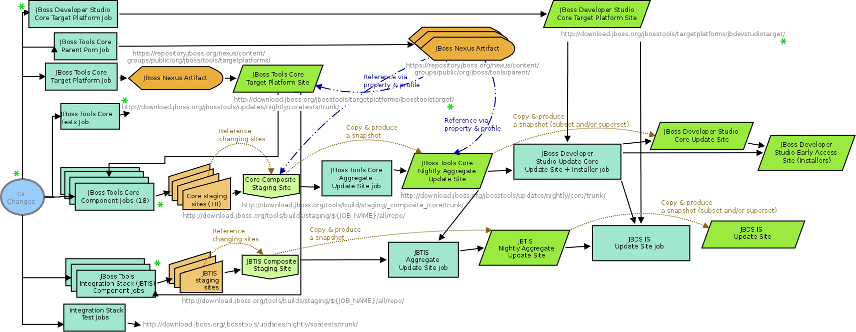 JBoss Developer Studio
Core Target Platform Job
JBoss Developer Studio
Core Target Platform Site
http://download.jboss.org/jbosstools/targetplatforms/jbdevstudiotarget/
JBoss Tools Core
Parent Pom Job
https://repository.jboss.org/nexus/content/
groups/public/org/jboss/tools/targetplatforms/
JBoss Nexus Artifact
https://repository.jboss.org/nexus/content/
groups/public/org/jboss/tools/parent/
JBoss Tools Core
Target Platform Job
JBoss Nexus Artifact
JBoss Tools Core
Target Platform Site
Reference via
property & profile
http://download.jboss.org/jbosstools/targetplatforms/jbosstoolstarget/
http://download.jboss.org/jbosstools/updates/nightly/coretests/trunk/
JBoss Tools Core
Tests Job
Reference
changing sites
Copy & produce
a snapshot
Reference via
property & profile
Copy & produce
a snapshot (subset and/or superset)
JBoss Developer Studio
Core Update Site
JBoss Developer
Studio Early Access
Site (Installers)
Git
Changes
JBoss Tools Core
Component Jobs (18)
Core staging
sites (18)
Core Composite
Staging Site
JBoss Tools Core
Aggregate
Update Site job
JBoss Tools Core
Nightly Aggregate
Update Site
JBoss Developer
Studio Update Core
Update Site + Installer job
http://download.jboss.org/jbosstools/updates/nightly/core/trunk/
http://download.jboss.org/tools/builds/staging/_composite_core/trunk/
http://download.jboss.org/tools/builds/staging/${JOB_NAME}/all/repo/
Reference
changing sites
Copy & produce
a snapshot
Copy & produce
a snapshot (subset and/or superset)
JBoss Tools
Integration Stack (JBTIS)
Component Jobs
JBTIS
staging
sites
JBTIS Composite
Staging Site
JBTIS
Aggregate
Update Site job
JBTIS
Nightly Aggregate
Update Site
JBDS IS
Update Site job
JBDS IS
Update Site
http://download.jboss.org/tools/builds/staging/${JOB_NAME}/all/repo/
Integration Stack
Test Jobs
http://download.jboss.org/jbosstools/updates/nightly/soatests/trunk/